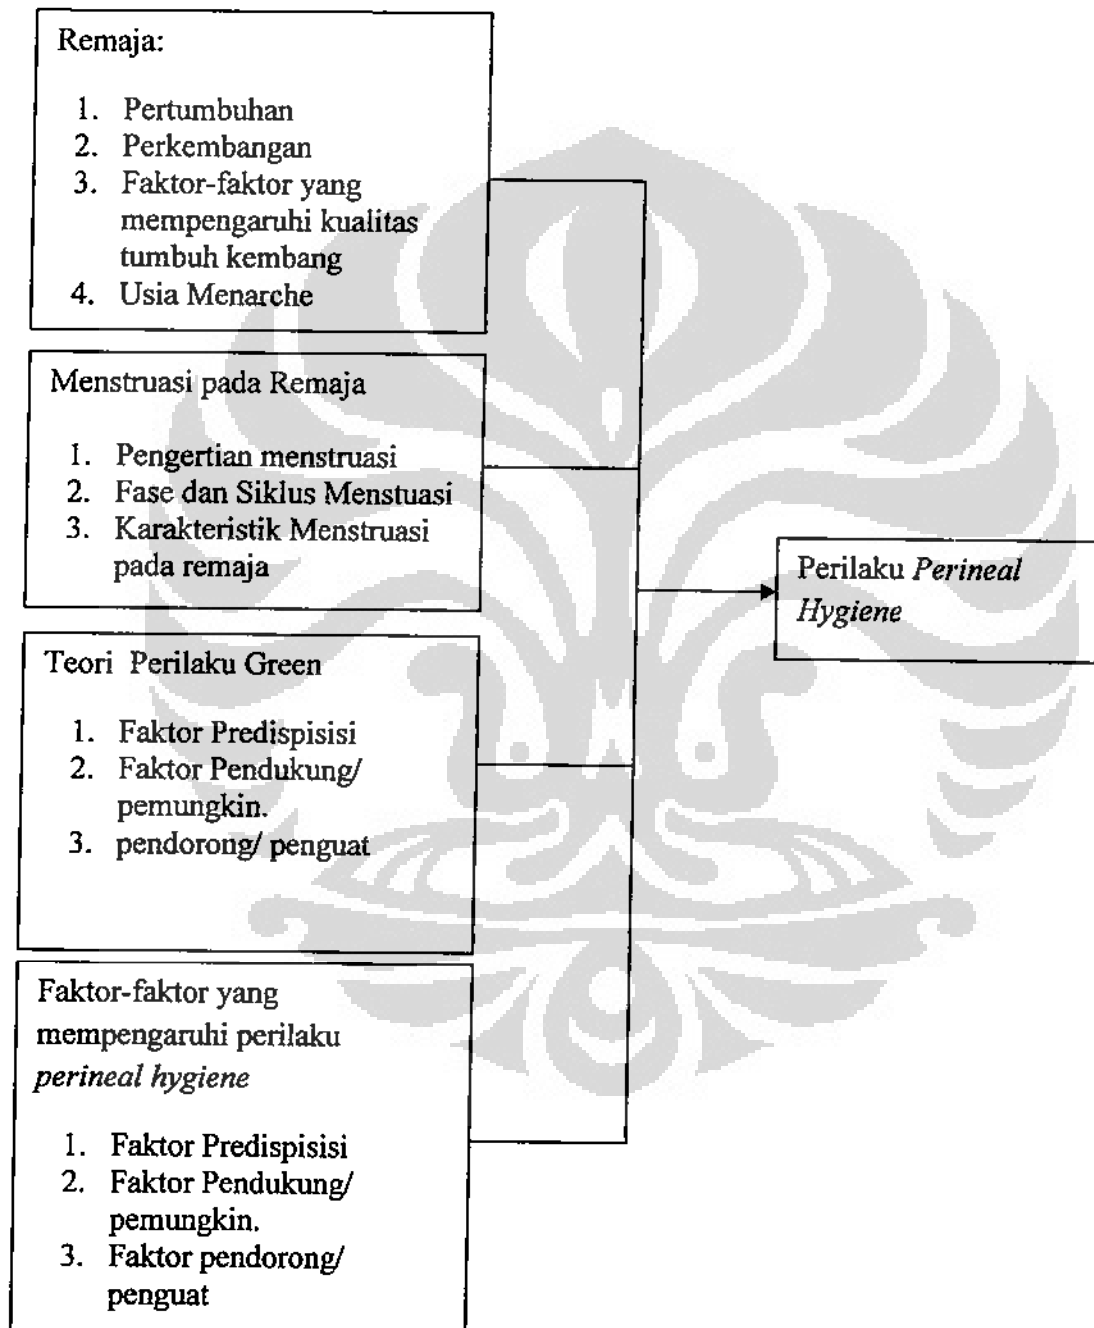 Remaja:
1. Pertumbuhan
2. Perkembangan
3. Faktor-faktor yang
mempengaruhi kualitas
tumbuh kembang
4. Usia Menarche
Menstruasi pada Remaja
1. Pengertian menstruasi
2. Fase dan Siklus Menstuasi
3. Karakteristik Menstruasi
pada remaja
Teori Perilaku Green
1. Faktor Predispisisi
2. Faktor Pendukung/
pemungkin.
3. pendorong/ penguat
Faktor-faktor yang
mempengaruhi perilaku
perineal hygiene
1. Faktor Predispisisi
2. Faktor Pendukung/
pemungkin.
3. Faktor pendorong/
penguat
Perilaku Perineal
Hygiene